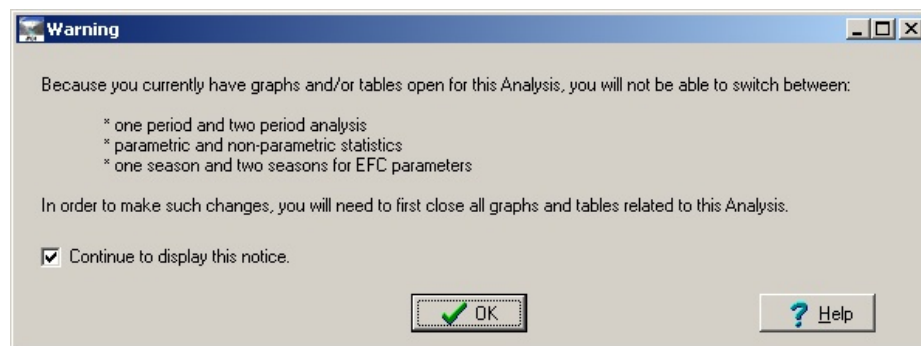 Warning
Because you currently have graphs and/or tables open for this Analysis, you will not be able to switch between:
* one period and two period analysis
* parametric and non-parametric statistics
* one season and two seasons for EFC parameters
In order to make such changes, you will need to first close all graphs and tables related to this Analysis.
Continue to display this notice.
OK
Help